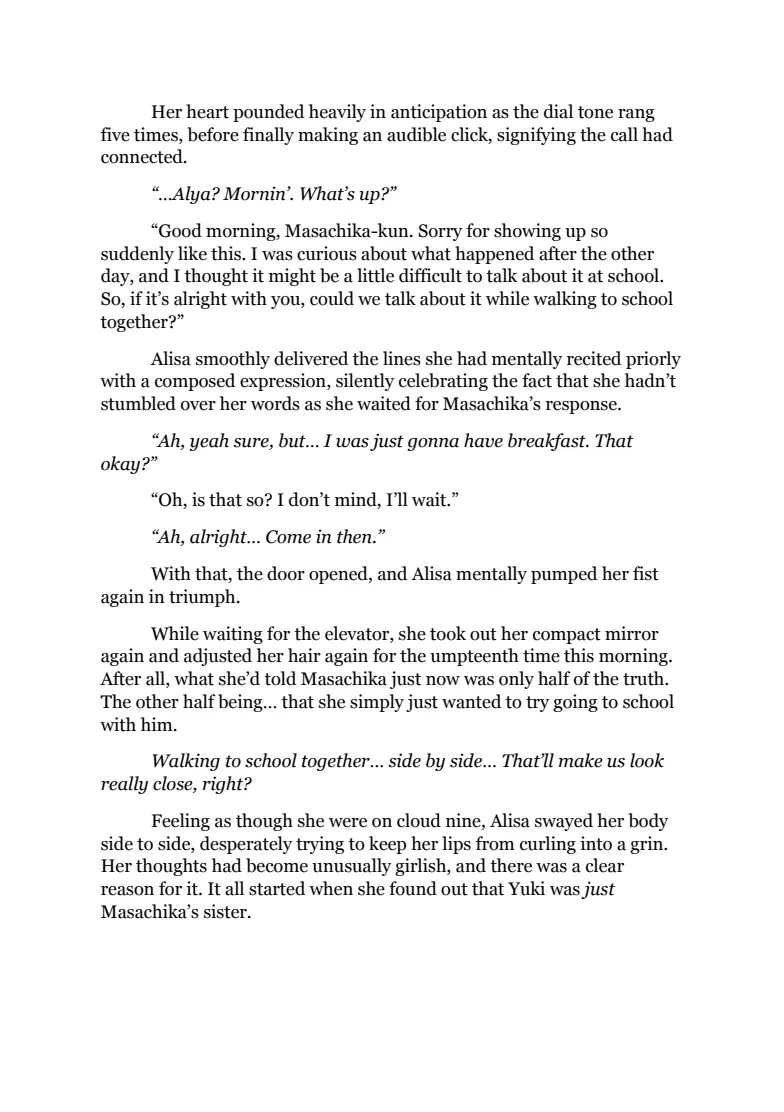 Her heart pounded heavily in anticipation as the dial tone rang
five times, before finally making an audible click, signifying the call had
connected.
“…Alya? Mornin’. What’s up?”
“Good morning, Masachika-kun. Sorry for showing up so
suddenly like this. I was curious about what happened after the other
day, and I thought it might be a little difficult to talk about it at school.
So, if it’s alright with you, could we talk about it while walking to school
together?”
Alisa smoothly delivered the lines she had mentally recited priorly
with a composed expression, silently celebrating the fact that she hadn’t
stumbled over her words as she waited for Masachika’s response.
“Ah, yeah sure, but… I was just gonna have breakfast. That
okay?”
“Oh, is that so? I don’t mind, I’ll wait.”
“Ah, alright… Come in then.”
With that, the door opened, and Alisa mentally pumped her fist
again in triumph.
While waiting for the elevator, she took out her compact mirror
again and adjusted her hair again for the umpteenth time this morning.
After all, what she’d told Masachika just now was only half of the truth.
The other half being… that she simply just wanted to try going to school
with him.
Walking to school together… side by side… That’ll make us look
really close, right?
Feeling as though she were on cloud nine, Alisa swayed her body
side to side, desperately trying to keep her lips from curling into a grin.
Her thoughts had become unusually girlish, and there was a clear
reason for it. It all started when she found out that Yuki was just
Masachika’s sister.